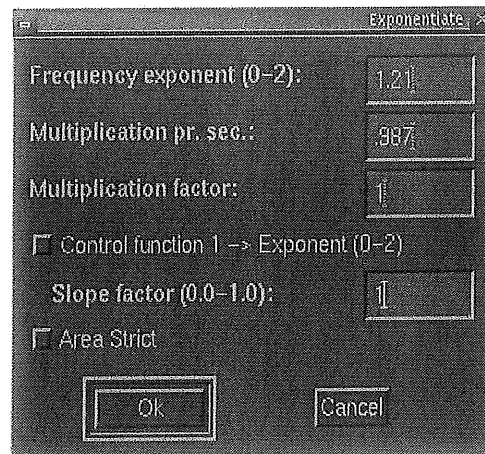 Exponentiate
Frequency exponent (0-2): 1.21
Multiplication pr. sec.: .987
Multiplication factor: 1
Control function 1 -> Exponent (0-2)
Slope factor (0.0-1.0): 1
Area Strict
Ok Cancel